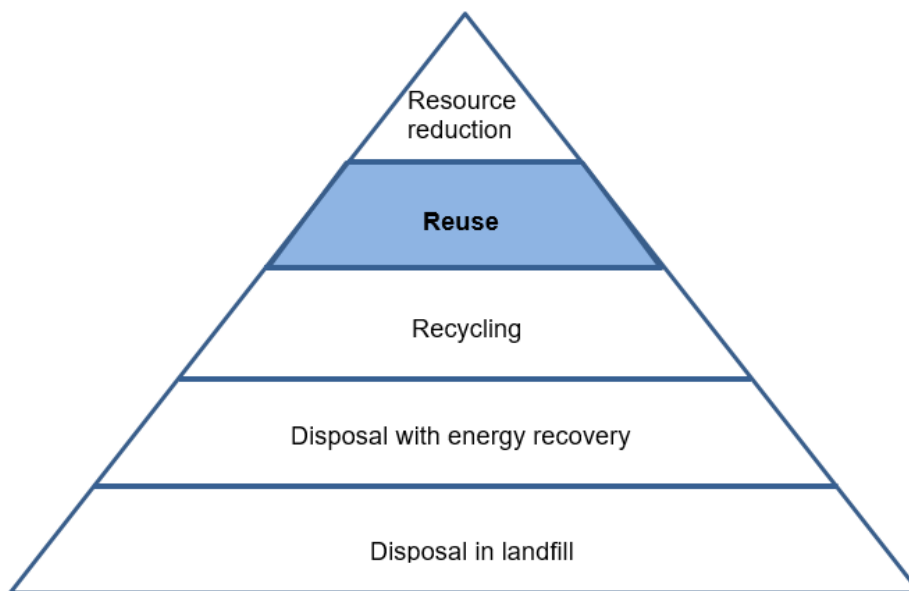 Resource
reduction
Reuse
Recycling
Disposal with energy recovery
Disposal in landfill